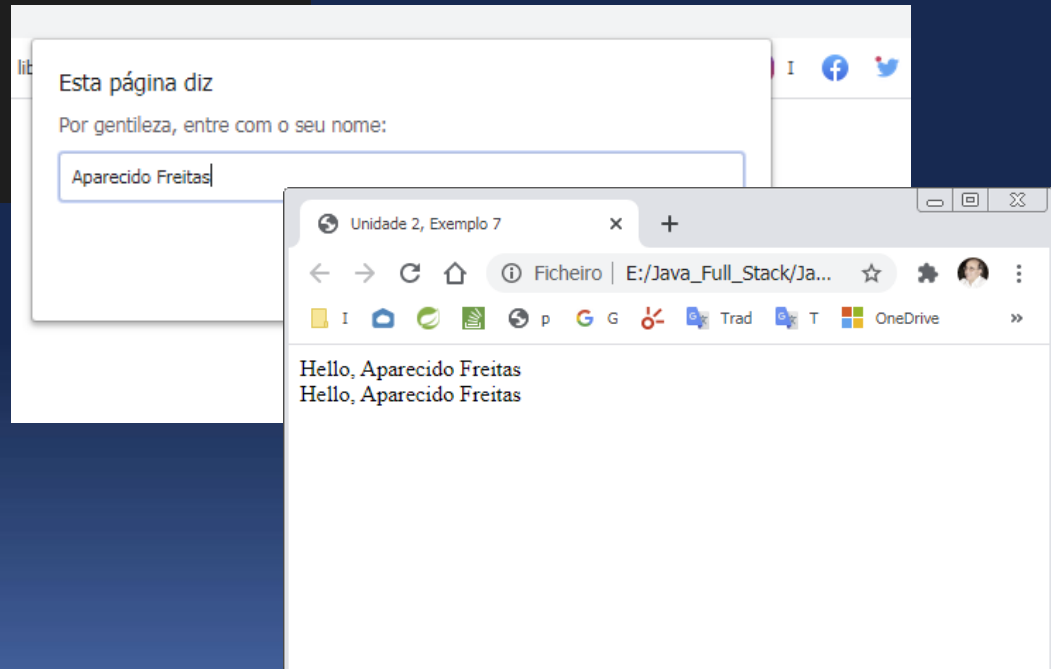 lit
I
Esta página diz
Por gentileza, entre com o seu nome:
Aparecido Freitas
Unidade 2, Exemplo 7
Ficheiro | E:/Java_Full_Stack/Ja...
I p G G Trad T OneDrive »
Hello, Aparecido Freitas
Hello, Aparecido Freitas